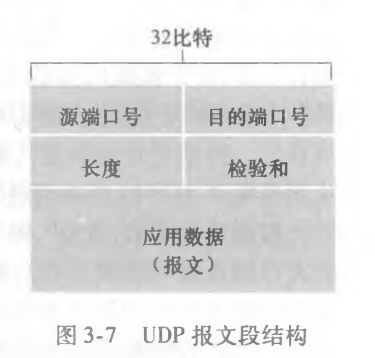 32比特
源端口号 目的端口号
长度 检验和
应用数据
（报文）
图 3-7 UDP 报文段结构